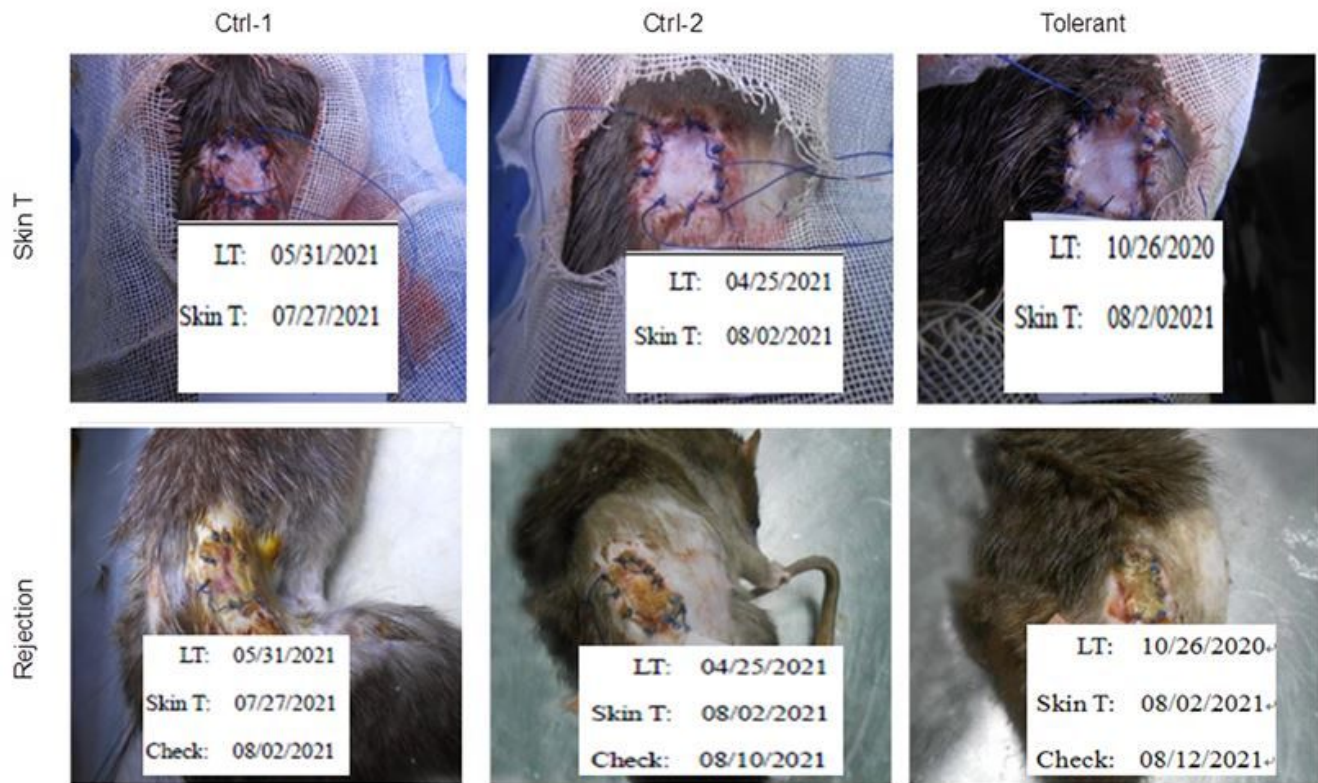 Ctrl-1
Ctrl-2
Tolerant
Skin T
LT: 05/31/2021
Skin T: 07/27/2021
LT: 04/25/2021
Skin T: 08/02/2021
LT: 10/26/2020
Skin T: 08/2/02021
Rejection
LT: 05/31/2021
Skin T: 07/27/2021
Check: 08/02/2021
LT: 04/25/2021
Skin T: 08/02/2021
Check: 08/10/2021
LT: 10/26/2020
Skin T: 08/02/2021
Check: 08/12/2021